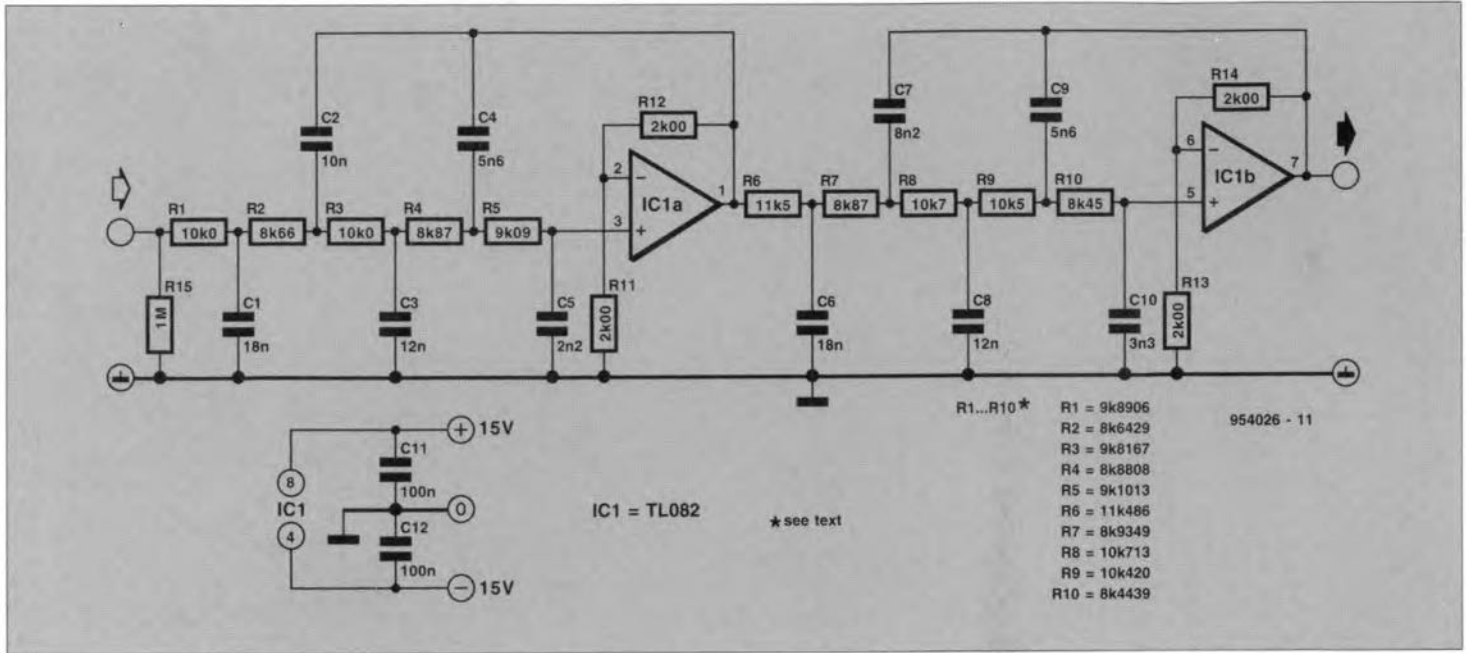 R12
2k00
C2
10n
C4
5n6
2
3
1
IC1a
R1
10k0
R2
8k66
R3
10k0
R4
8k87
R5
9k09
R15
1M
C1
18n
C3
12n
C5
2n2
R11
2k00
R14
2k00
C7
8n2
C9
5n6
6
5
7
IC1b
R6
11k5
R7
8k87
R8
10k7
R9
10k5
R10
8k45
C6
18n
C8
12n
C10
3n3
R13
2k00
R1...R10*
R1 = 9k8906
R2 = 8k6429
R3 = 9k8167
R4 = 8k8808
R5 = 9k1013
R6 = 11k486
R7 = 8k9349
R8 = 10k713
R9 = 10k420
R10 = 8k4439
954026 - 11
+ 15V
C11
100n
8
IC1
4
0
C12
100n
− 15V
IC1 = TL082
* see text